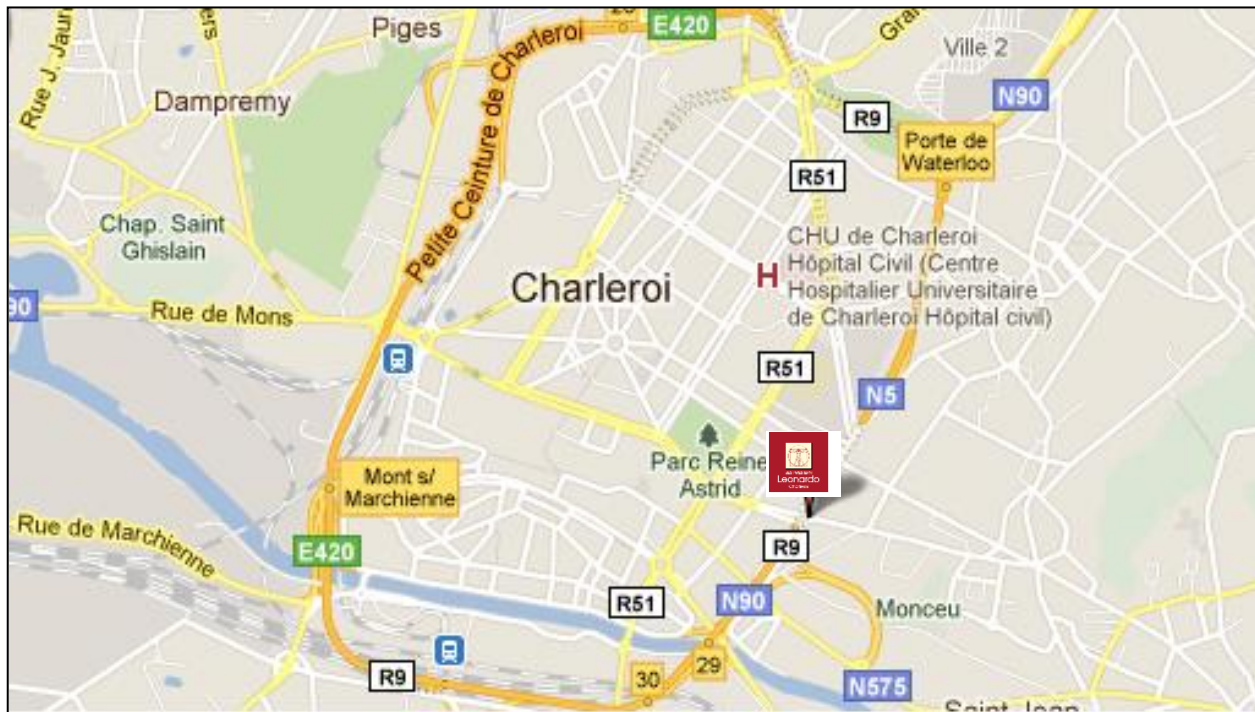 Piges
E420
Gran
Ville 2
N90
Rue J. Jaur
ers
Dampremy
R9
Porte de
Waterloo
Petite Ceinture de Charleroi
R51
Chap. Saint
Ghislain
CHU de Charleroi
Hôpital Civil (Centre
Hospitalier Universitaire
de Charleroi Hôpital civil)
H
Charleroi
90
Rue de Mons
R51
N5
Leonardo
Parc Reine
Astrid
Mont s/
Marchienne
Rue de Marchienne
E420
R9
R51
N90
Monceu
29
30
R9
N575
Saint Jean